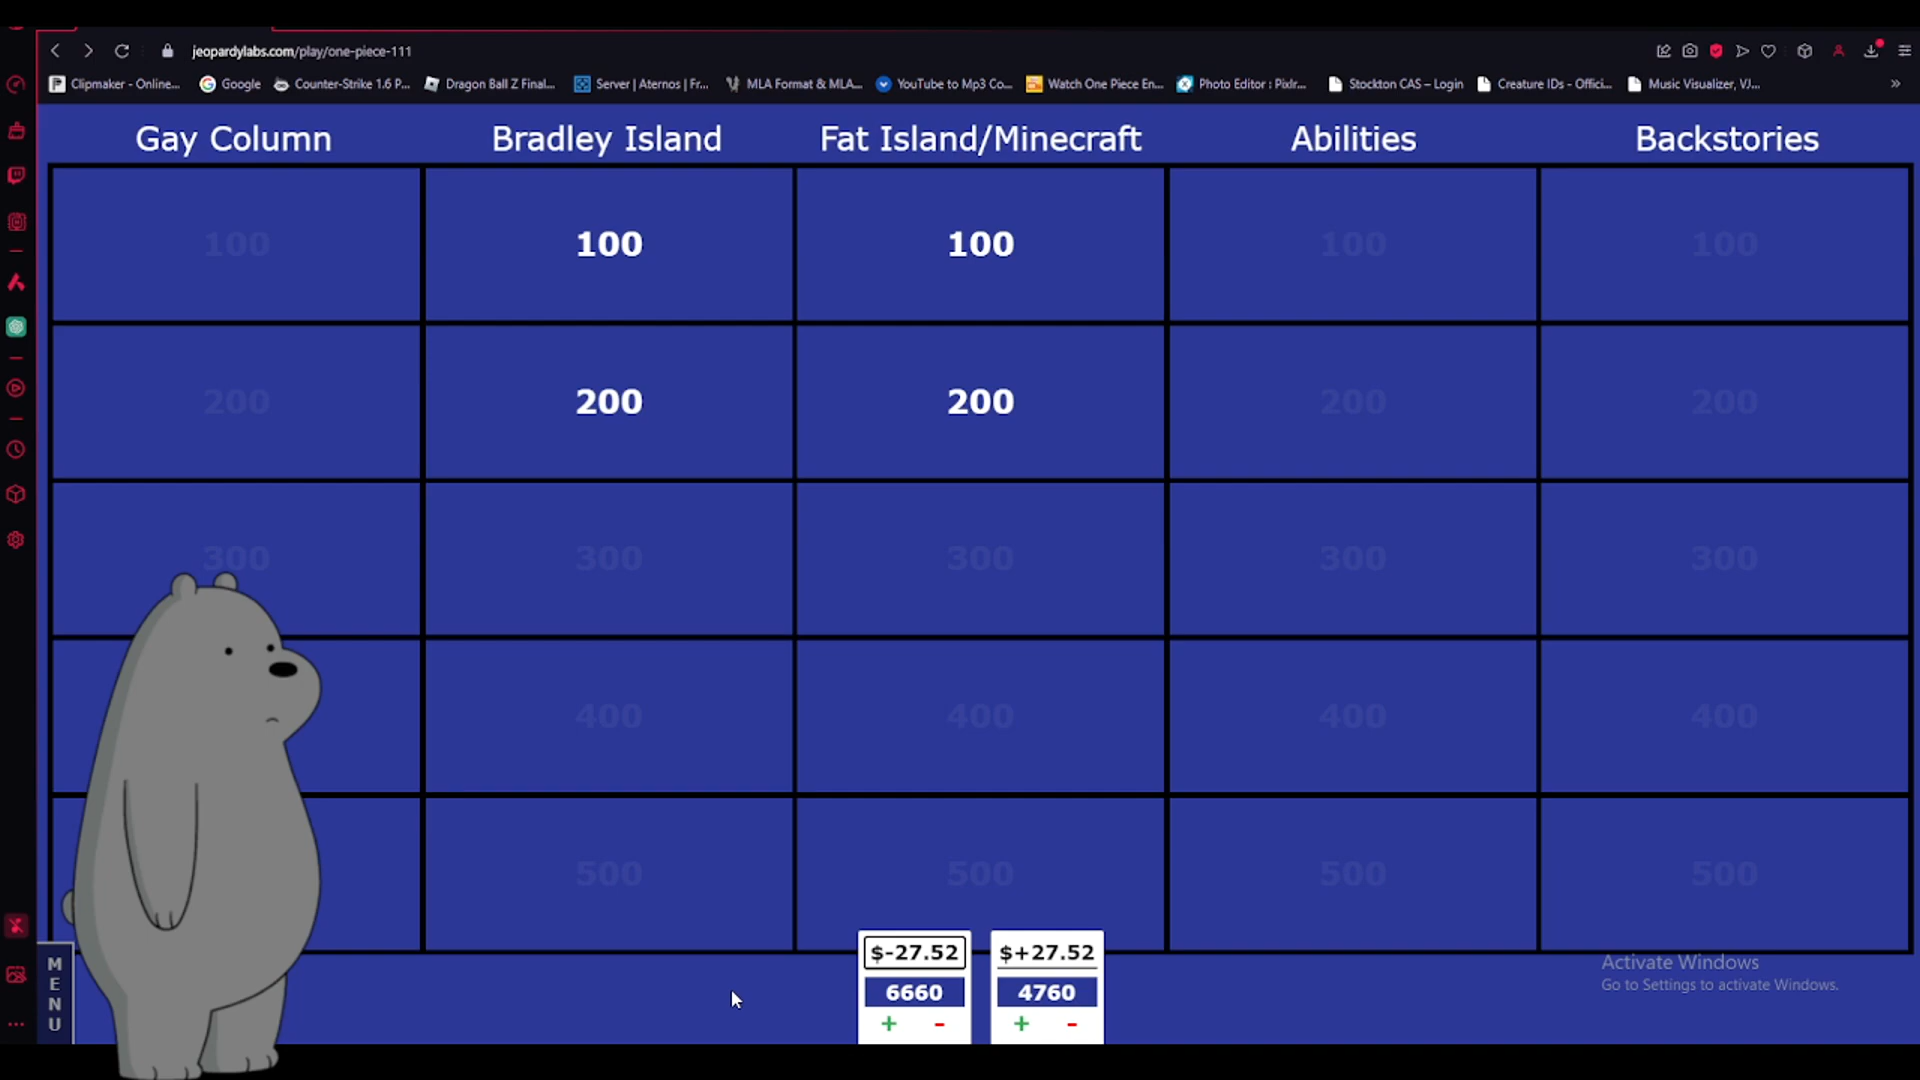 jeopardylabs.com/play/one-piece-111
Clipmaker - Online... Google Counter-Strike 1.6 P... Dragon Ball Z Final... Server | Aternos | Fr... MLA Format & MLA... YouTube to Mp3 Co... Watch One Piece En... Photo Editor : Pixlr... Stockton CAS – Login Creature IDs - Offici... Music Visualizer, VJ...
Gay Column Bradley Island Fat Island/Minecraft Abilities Backstories
100 100 100 100 100
200 200 200 200 200
300 300 300 300 300
400 400 400 400
500 500 500 500
MENU
$-27.52 $+27.52
6660 4760
+ - + -
Activate Windows
Go to Settings to activate Windows.